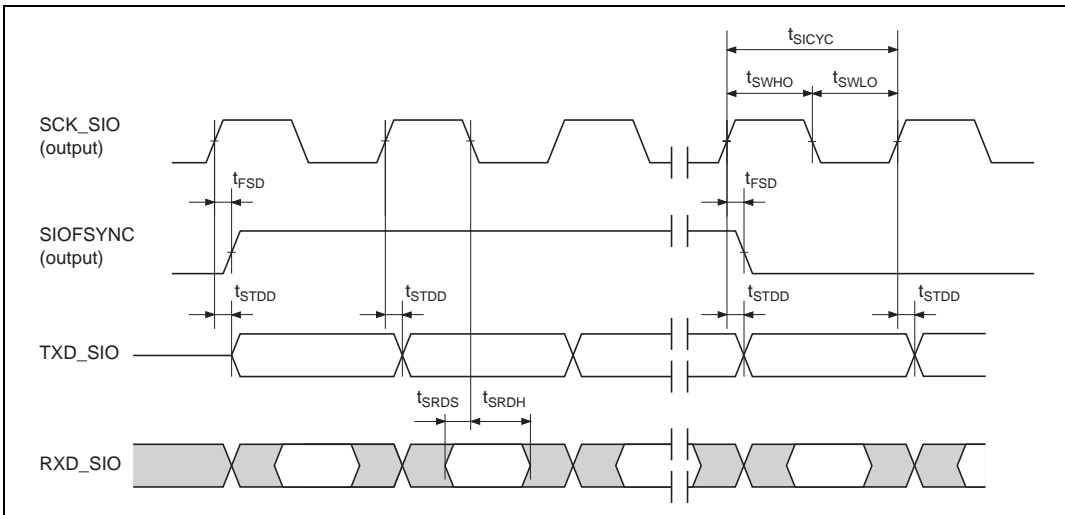 tSICYC
tSWHO tSWLO
SCK_SIO
(output)
tFSD tFSD
SIOFSYNC
(output)
tSTDD tSTDD tSTDD tSTDD
TXD_SIO
tSRDS tSRDH
RXD_SIO